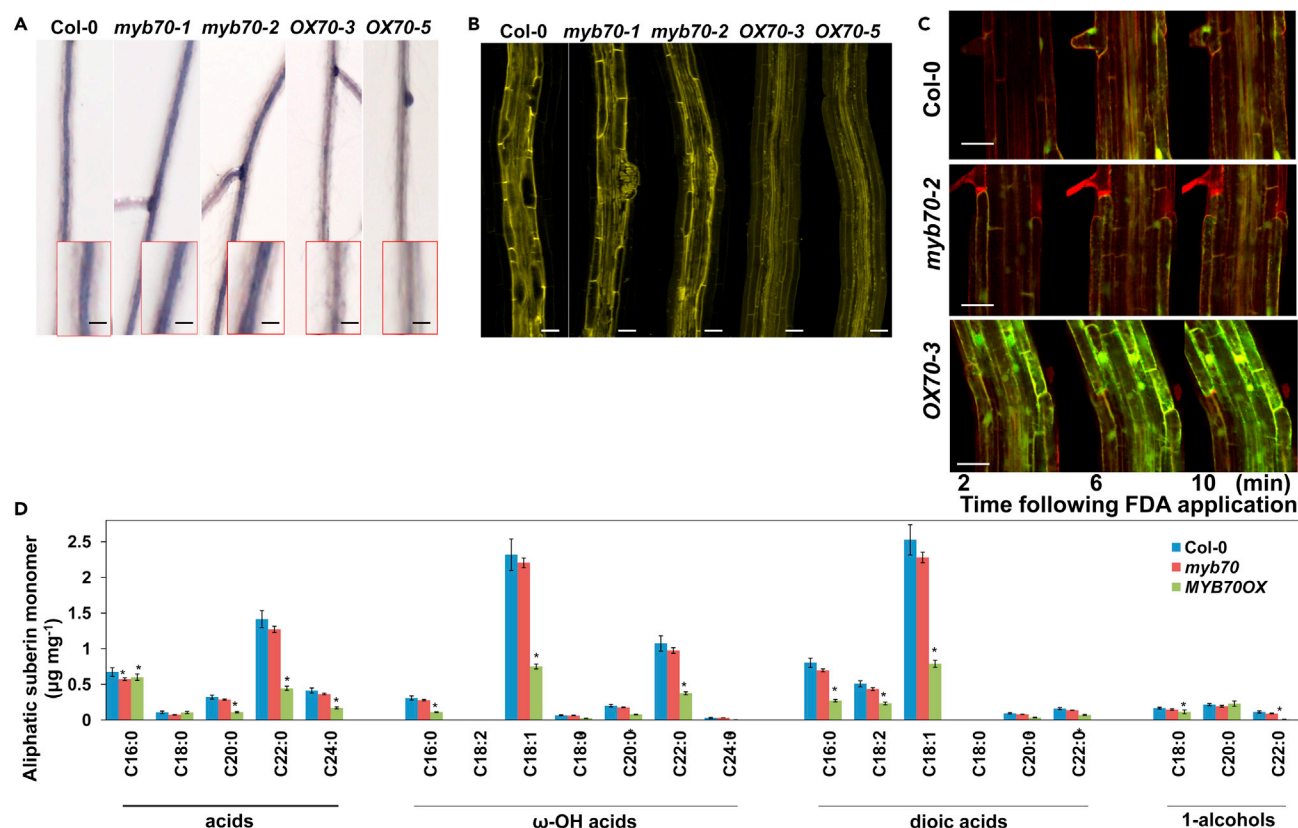 A
Col-0 myb70-1 myb70-2 OX70-3 OX70-5
B
Col-0 myb70-1 myb70-2 OX70-3 OX70-5
C
Col-0
myb70-2
OX70-3
2 6 10 (min)
Time following FDA application
D
Aliphatic suberin monomer
(µg mg⁻¹)
2.5
2
1.5
1
0.5
0
Col-0
myb70
MYB70OX
* * * * *
* * *
* * *
* *
C16:0 C18:0 C20:0 C22:0 C24:0
C16:0 C18:2 C18:1 C18:0 C20:0 C22:0 C24:0
C16:0 C18:2 C18:1 C18:0 C20:0 C22:0
C18:0 C20:0 C22:0
acids ω-OH acids dioic acids 1-alcohols